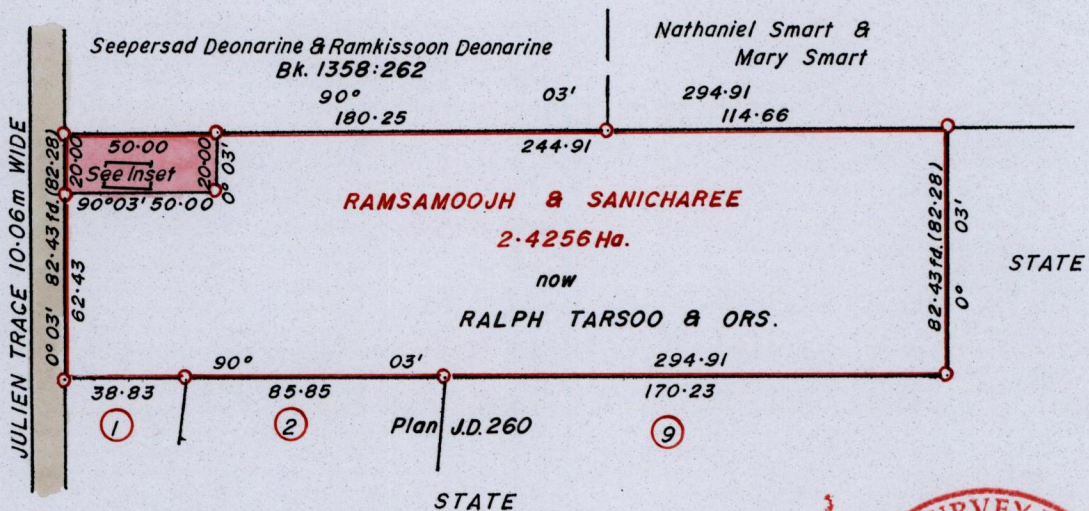 Seepersad Deonarine & Ramkissoon Deonarine
Bk. 1358:262
Nathaniel Smart &
Mary Smart
90° 03' 294.91
180.25 114.66
244.91
JULIEN TRACE 10.06m WIDE
0° 03' 82.43 fd.(82.28)
62.43
20.00
50.00
20.00
0° 03'
See Inset
90°03' 50.00
RAMSAMOOJH & SANICHAREE
2.4256 Ha.
now
RALPH TARSOO & ORS.
82.43 fd.(82.28)
0° 03'
STATE
90° 03' 294.91
38.83 85.85 170.23
1 2 Plan J.D. 260 9
STATE
SURVEY